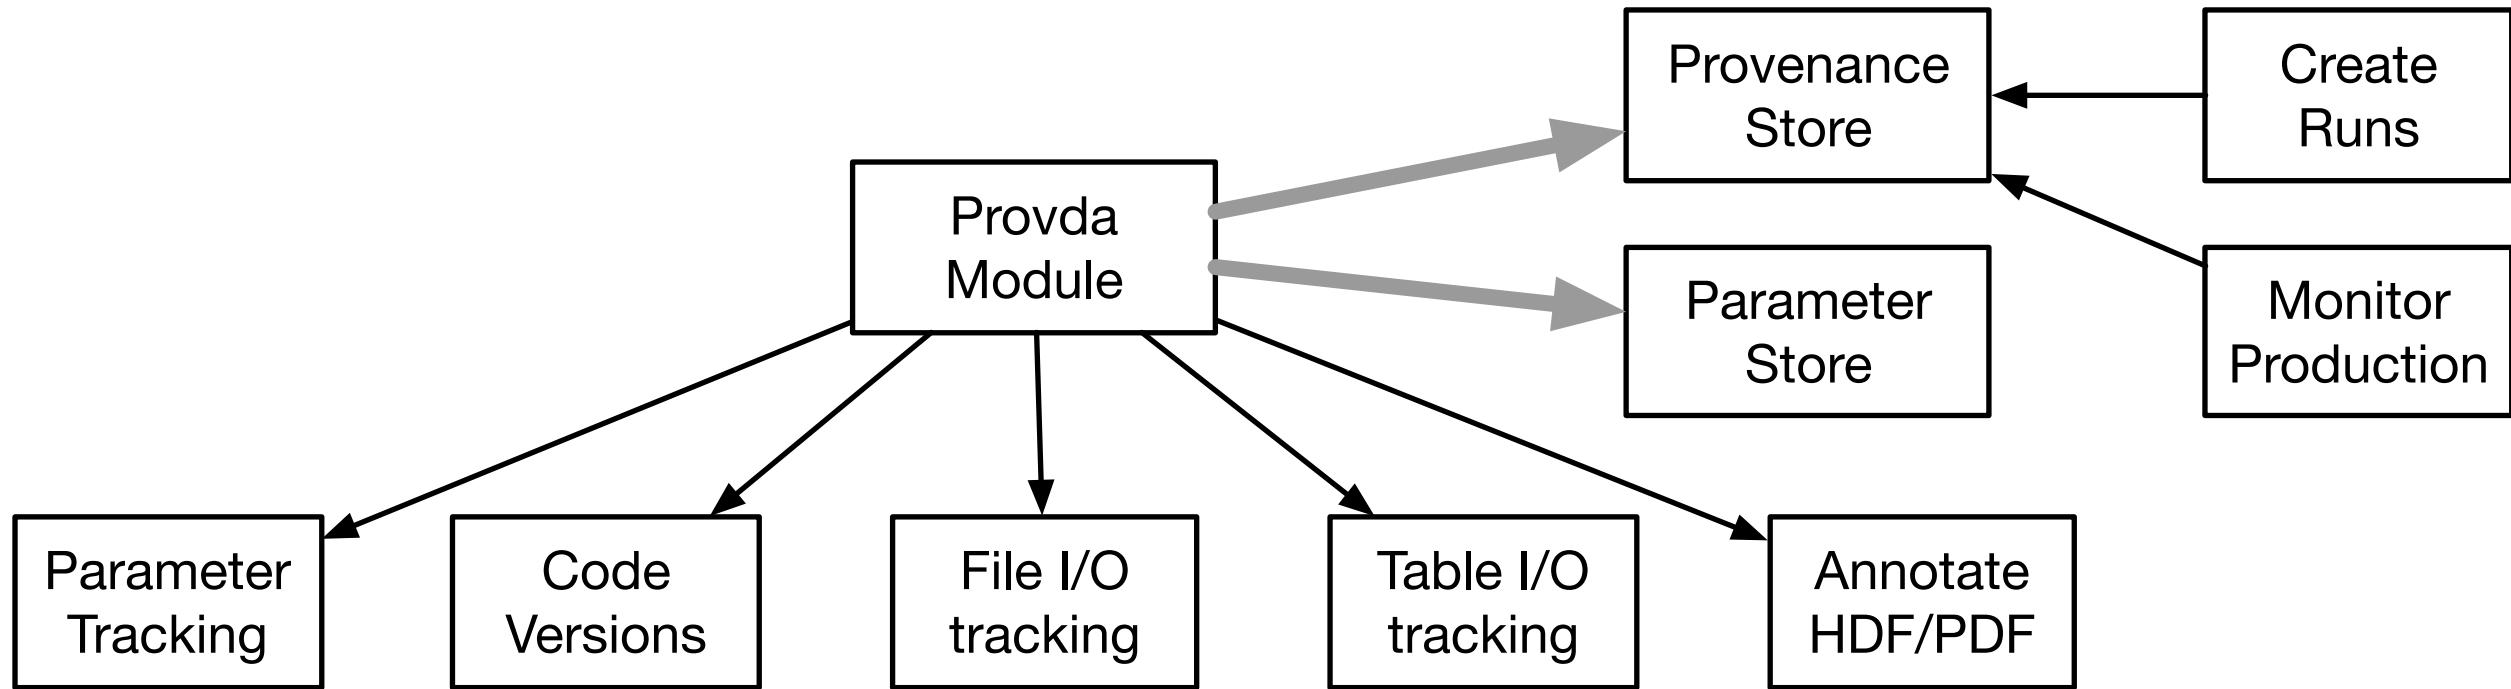 Provenance
Store
Create
Runs
Provda
Module
Parameter
Store
Monitor
Production
Parameter
Tracking
Code
Versions
File I/O
tracking
Table I/O
tracking
Annotate
HDF/PDF